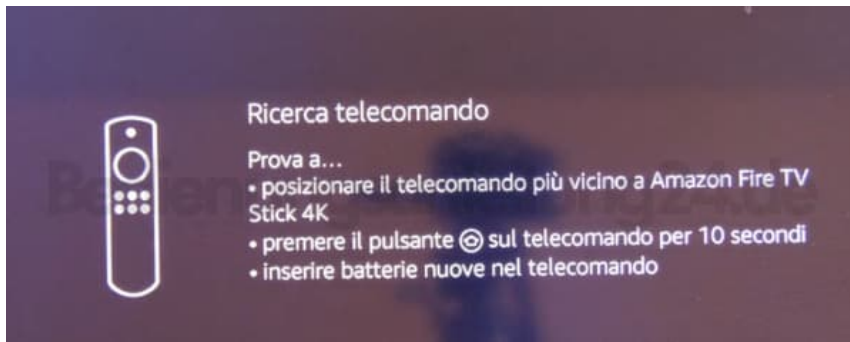 Ricerca telecomando
Prova a...
• posizionare il telecomando più vicino a Amazon Fire TV
Stick 4K
• premere il pulsante sul telecomando per 10 secondi
• inserire batterie nuove nel telecomando